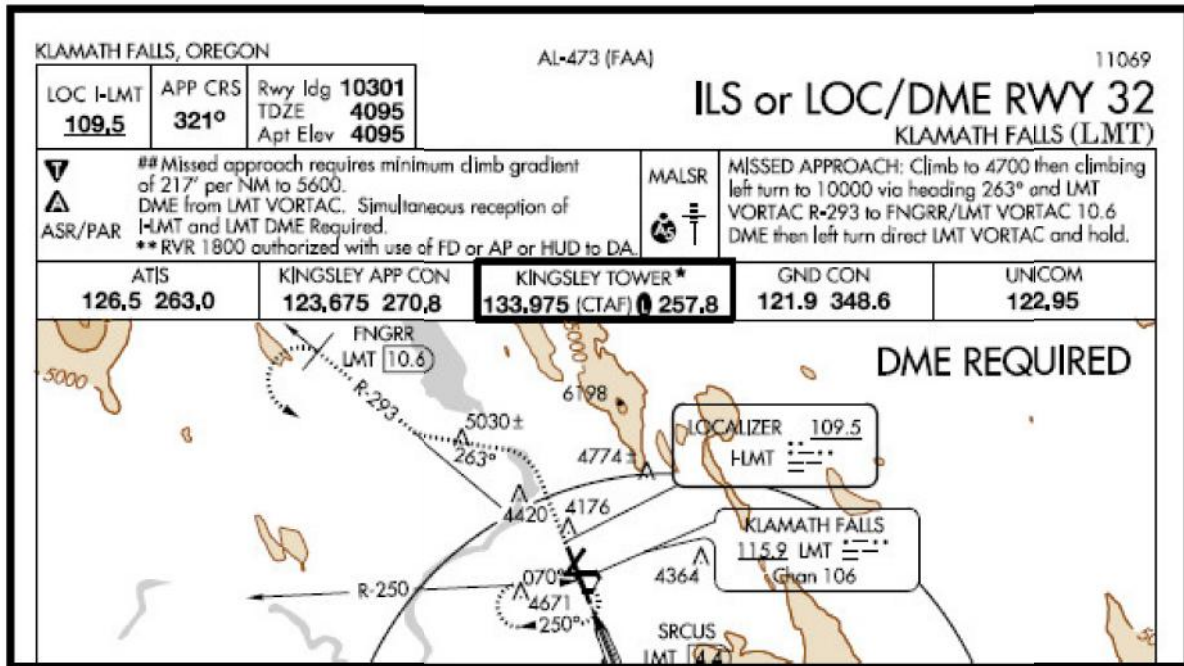 KLAMATH FALLS, OREGON
AL-473 (FAA)
11069
LOC I-LMT
109.5
APP CRS
321°
Rwy ldg 10301
TDZE 4095
Apt Elev 4095
ILS or LOC/DME RWY 32
KLAMATH FALLS (LMT)
T
A
ASR/PAR
## Missed approach requires minimum climb gradient
of 217' per NM to 5600.
DME from LMT VORTAC. Simultaneous reception of
I-LMT and LMT DME Required.
** RVR 1800 authorized with use of FD or AP or HUD to DA.
MALSR
A5
MISSED APPROACH: Climb to 4700 then climbing
left turn to 10000 via heading 263° and LMT
VORTAC R-293 to FNGRR/LMT VORTAC 10.6
DME then left turn direct LMT VORTAC and hold.
ATIS
126.5 263.0
KINGSLEY APP CON
123.675 270.8
KINGSLEY TOWER*
133.975 (CTAF) L 257.8
GND CON
121.9 348.6
UNICOM
122.95
DME REQUIRED
FNGRR
LMT 10.6
5000
5000
R-293
6198
5030±
263°
4774±
LOCALIZER 109.5
I-LMT
4420
4176
KLAMATH FALLS
115.9 LMT
Chan 106
4364
070°
R-250
4671
250°
SRCUS
LMT 4.4